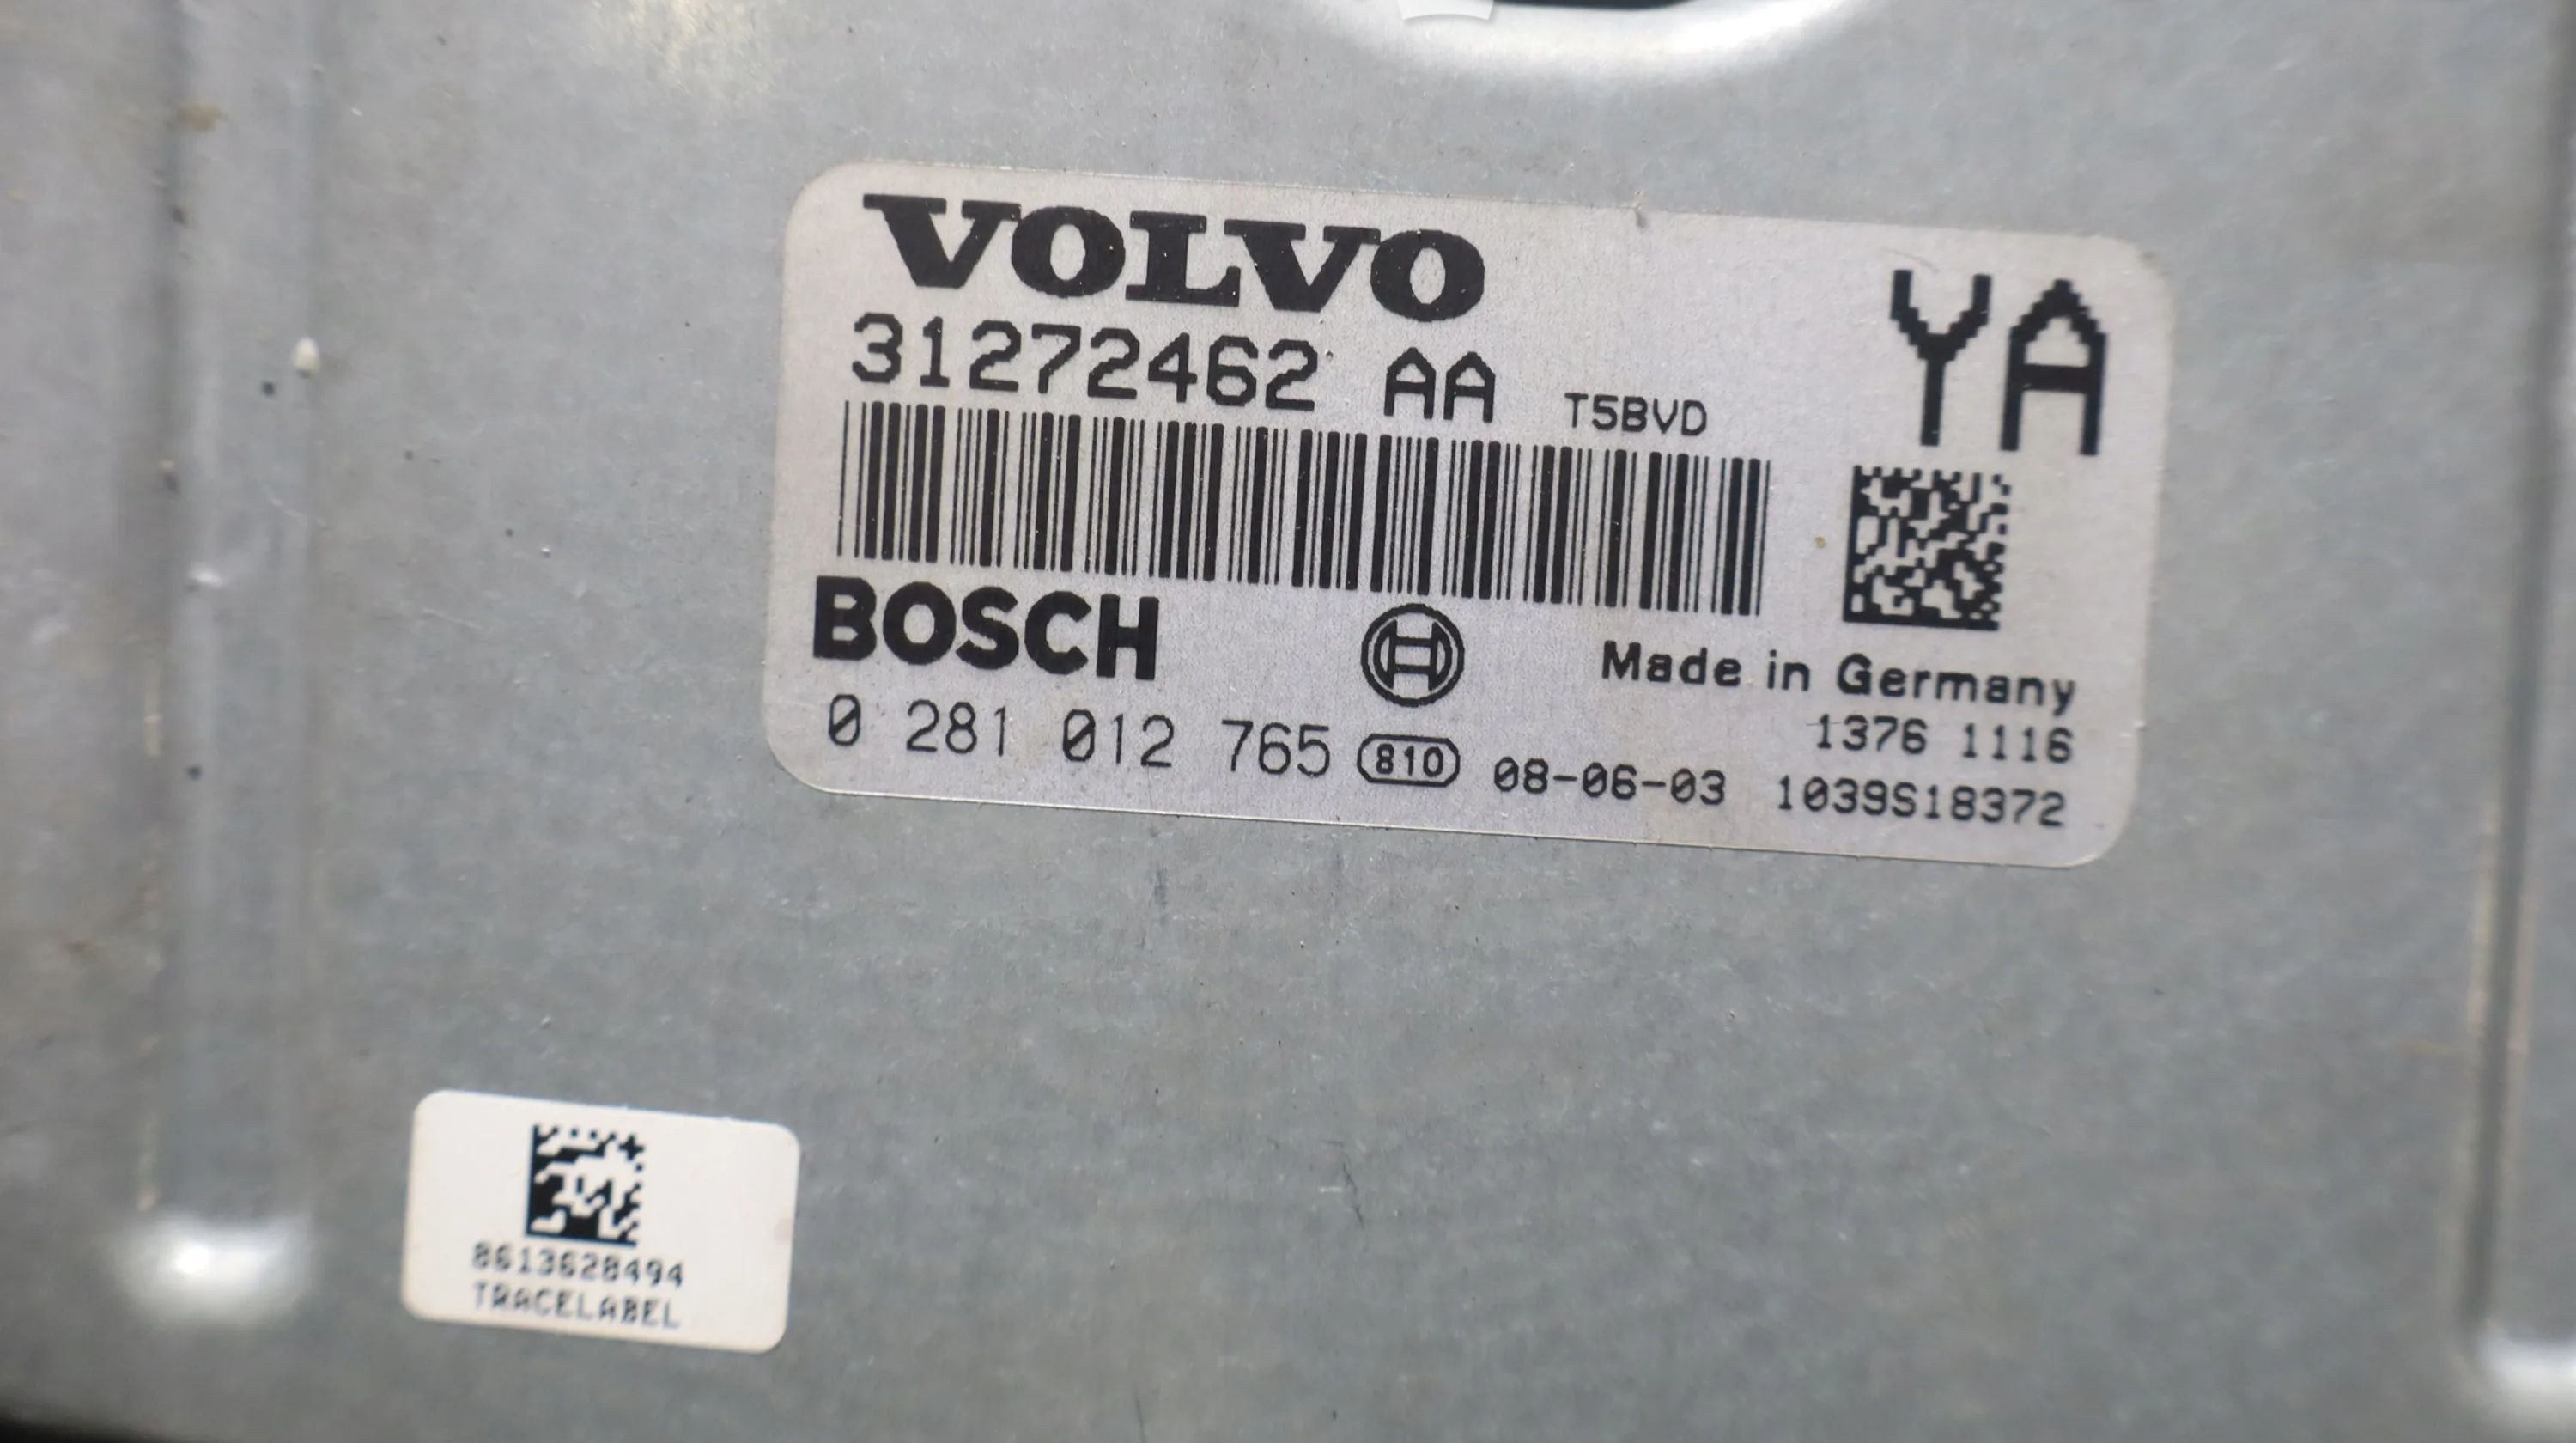 VOLVO
YA
31272462 AA T5BVD
BOSCH
Made in Germany
1376 1116
0 281 012 765 810 08-06-03 1039S18372
8613628494
TRACELABEL